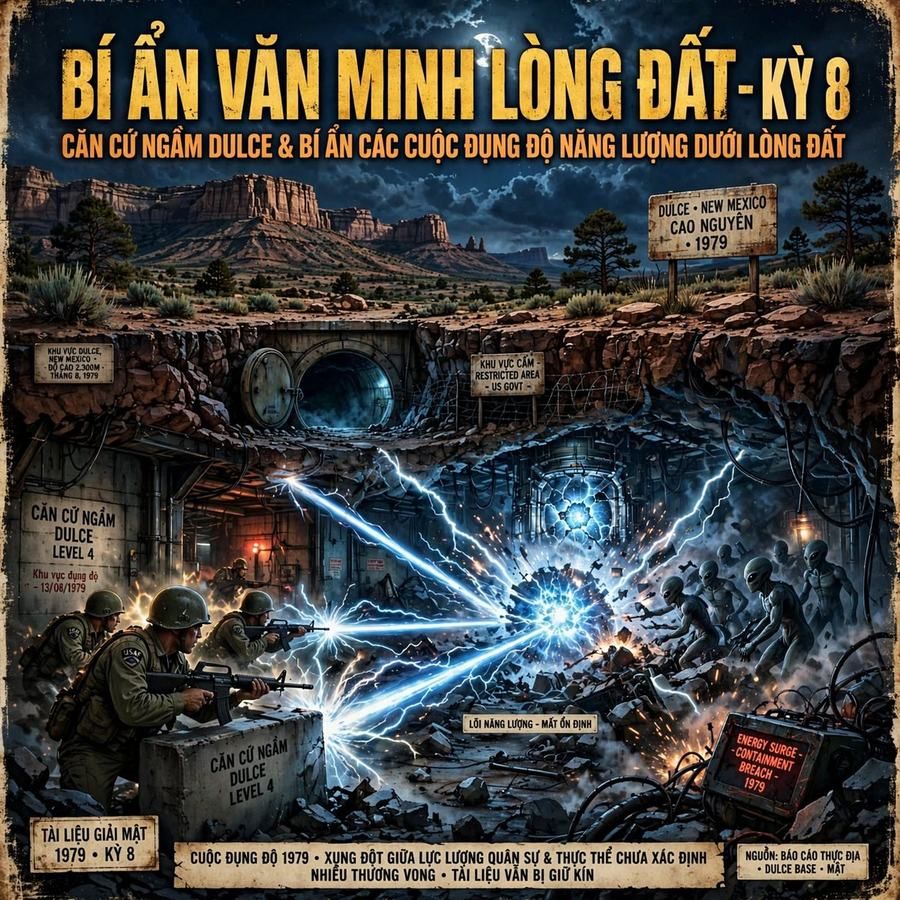 BÍ ẨN VĂN MINH LÒNG ĐẤT - KỲ 8
CĂN CỨ NGẦM DULCE & BÍ ẨN CÁC CUỘC ĐỤNG ĐỘ NĂNG LƯỢNG DƯỚI LÒNG ĐẤT
DULCE • NEW MEXICO
CAO NGUYÊN
• 1979
KHU VỰC DULCE,
NEW MEXICO •
ĐỘ CAO 2.300M •
THÁNG 8, 1979
KHU VỰC CẤM
RESTRICTED AREA
- US GOVT -
CĂN CỨ NGẦM
DULCE
LEVEL 4
Khu vực đụng độ
- 13/08/1979
USAF
CĂN CỨ NGẦM
DULCE
LEVEL 4
LÕI NĂNG LƯỢNG - MẤT ỔN ĐỊNH
ENERGY SURGE -
- CONTAINMENT
BREACH -
1979
TÀI LIỆU GIẢI MẬT
1979 • KỲ 8
CUỘC ĐỤNG ĐỘ 1979 • XUNG ĐỘT GIỮA LỰC LƯỢNG QUÂN SỰ & THỰC THỂ CHƯA XÁC ĐỊNH
NHIỀU THƯƠNG VONG • TÀI LIỆU VẪN BỊ GIỮ KÍN
NGUỒN: BÁO CÁO THỰC ĐỊA
• DULCE BASE • MẬT